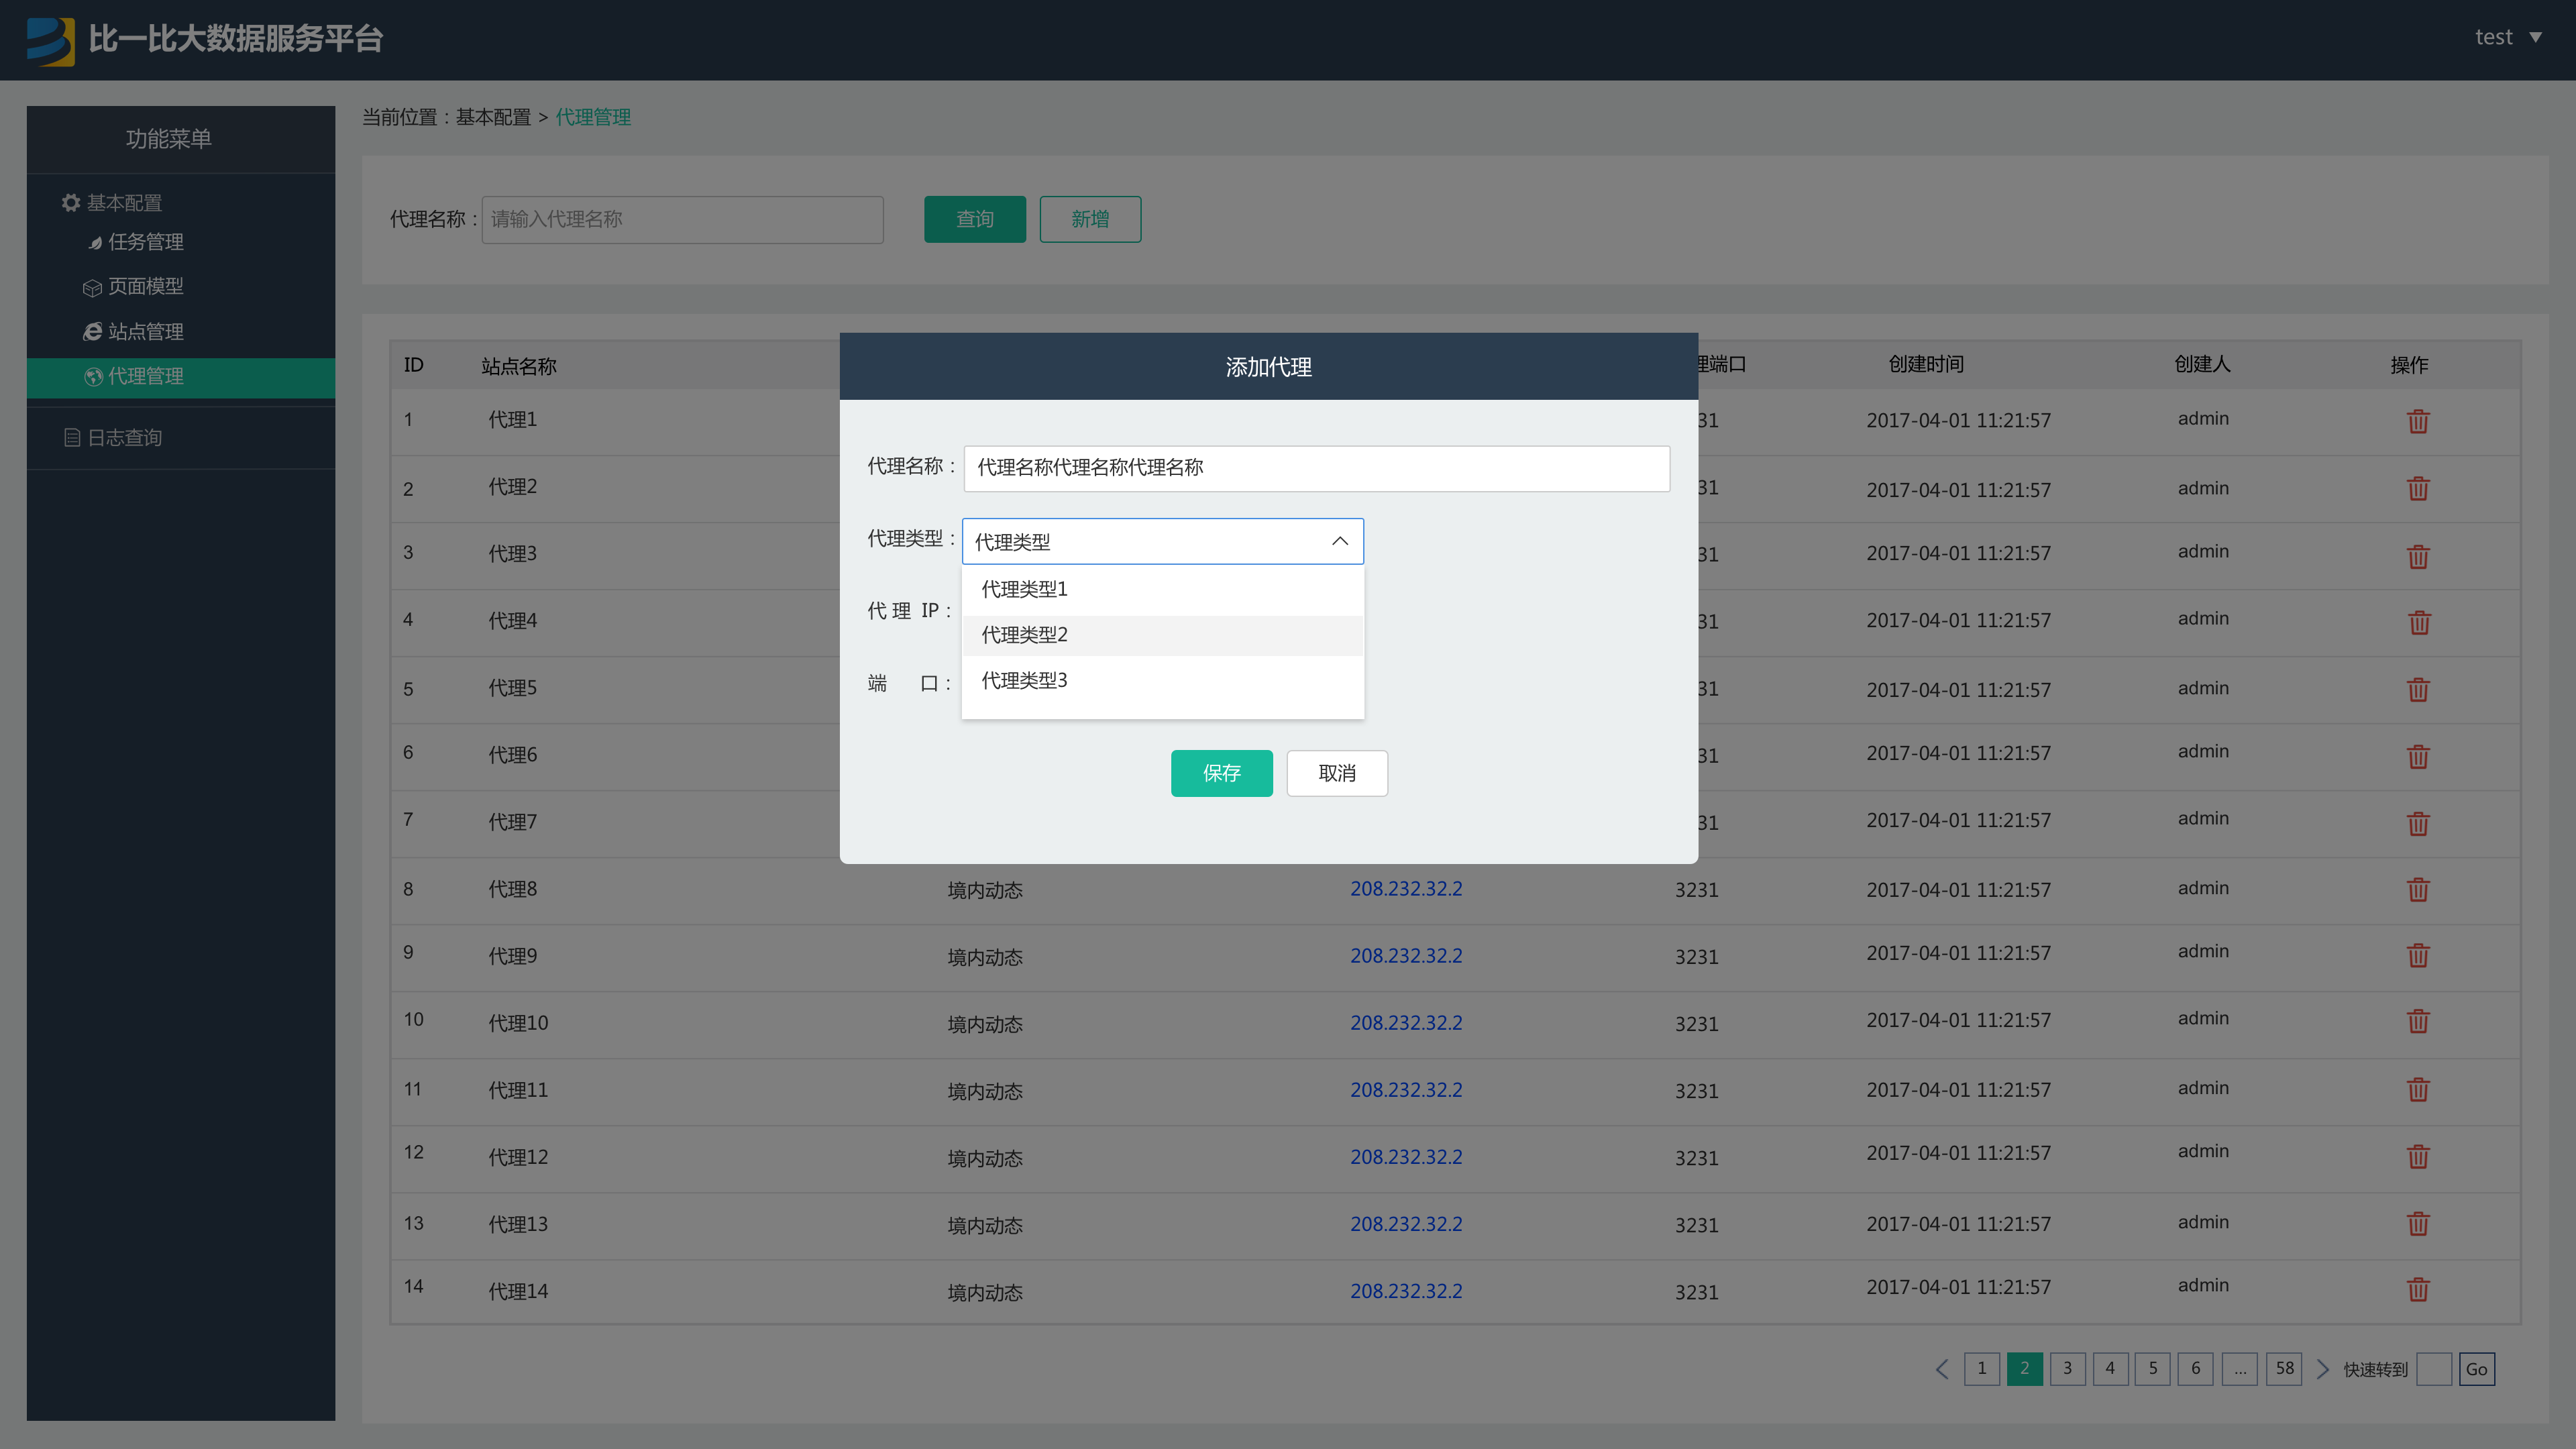 比一比大数据服务平台
test
功能菜单
基本配置
任务管理
页面模型
站点管理
代理管理
日志查询
当前位置：基本配置 > 代理管理
代理名称：
请输入代理名称
查询
新增
ID 站点名称 理端口 创建时间 创建人 操作
1 代理1 31 2017-04-01 11:21:57 admin
2 代理2 31 2017-04-01 11:21:57 admin
3 代理3 31 2017-04-01 11:21:57 admin
4 代理4 31 2017-04-01 11:21:57 admin
5 代理5 31 2017-04-01 11:21:57 admin
6 代理6 31 2017-04-01 11:21:57 admin
7 代理7 31 2017-04-01 11:21:57 admin
8 代理8 境内动态 208.232.32.2 3231 2017-04-01 11:21:57 admin
9 代理9 境内动态 208.232.32.2 3231 2017-04-01 11:21:57 admin
10 代理10 境内动态 208.232.32.2 3231 2017-04-01 11:21:57 admin
11 代理11 境内动态 208.232.32.2 3231 2017-04-01 11:21:57 admin
12 代理12 境内动态 208.232.32.2 3231 2017-04-01 11:21:57 admin
13 代理13 境内动态 208.232.32.2 3231 2017-04-01 11:21:57 admin
14 代理14 境内动态 208.232.32.2 3231 2017-04-01 11:21:57 admin
添加代理
代理名称： 代理名称代理名称代理名称
代理类型： 代理类型
代理类型1
代理类型2
代理类型3
代 理 IP：
端 口：
保存
取消
1 2 3 4 5 6 ... 58 快速转到 Go